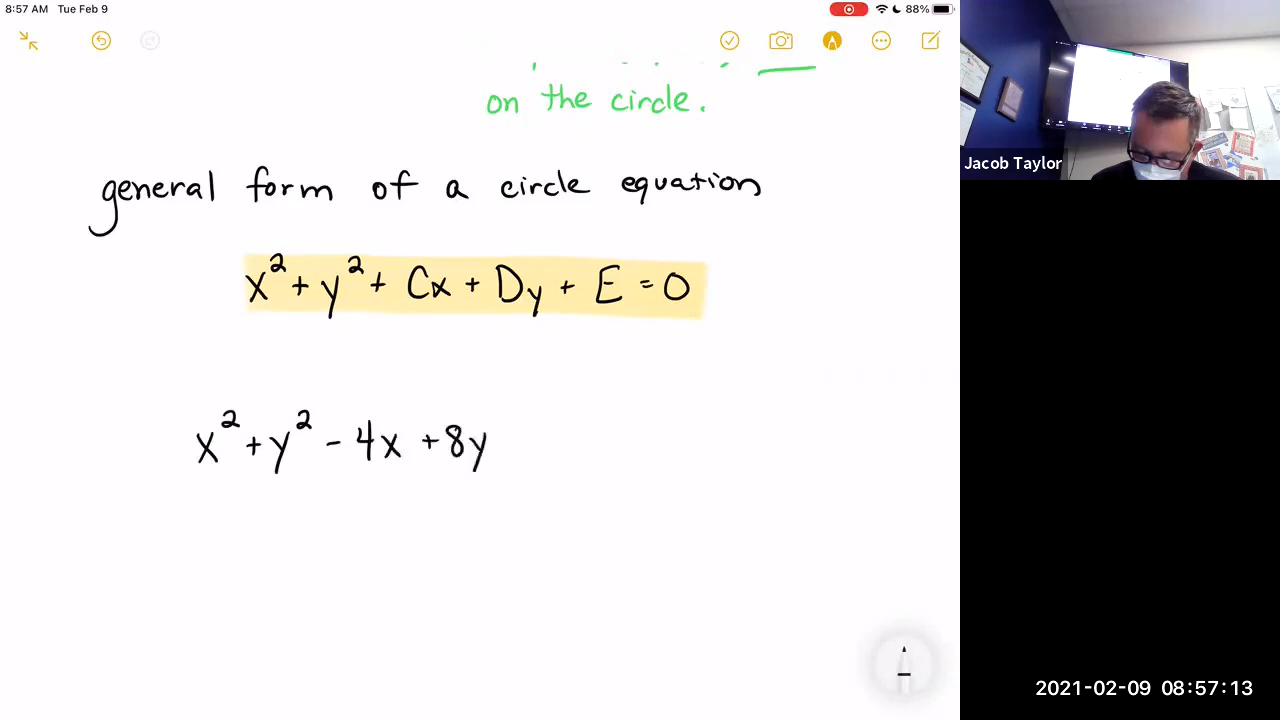 8:57 AM Tue Feb 9
88%
on the circle.
general form of a circle equation
x² + y² + Cx + Dy + E = 0
x² + y² - 4x + 8y
Jacob Taylor
2021-02-09 08:57:13